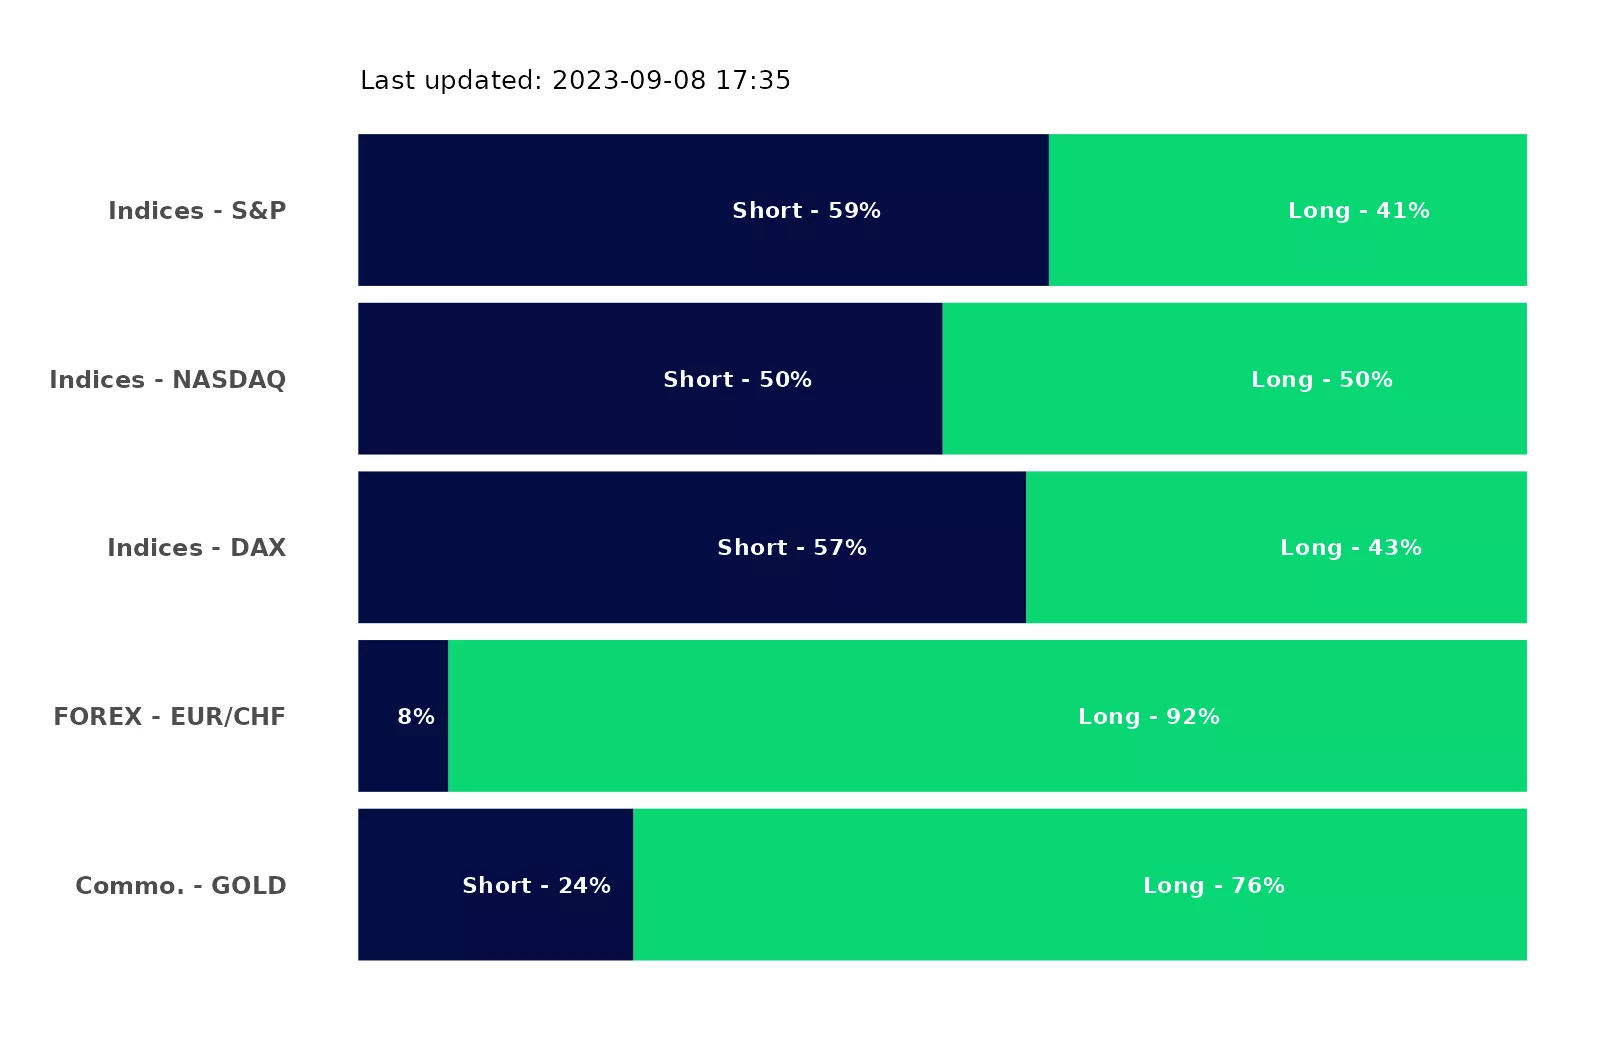 Last updated: 2023-09-08 17:35
Indices - S&P Short - 59% Long - 41%
Indices - NASDAQ Short - 50% Long - 50%
Indices - DAX Short - 57% Long - 43%
FOREX - EUR/CHF 8% Long - 92%
Commo. - GOLD Short - 24% Long - 76%